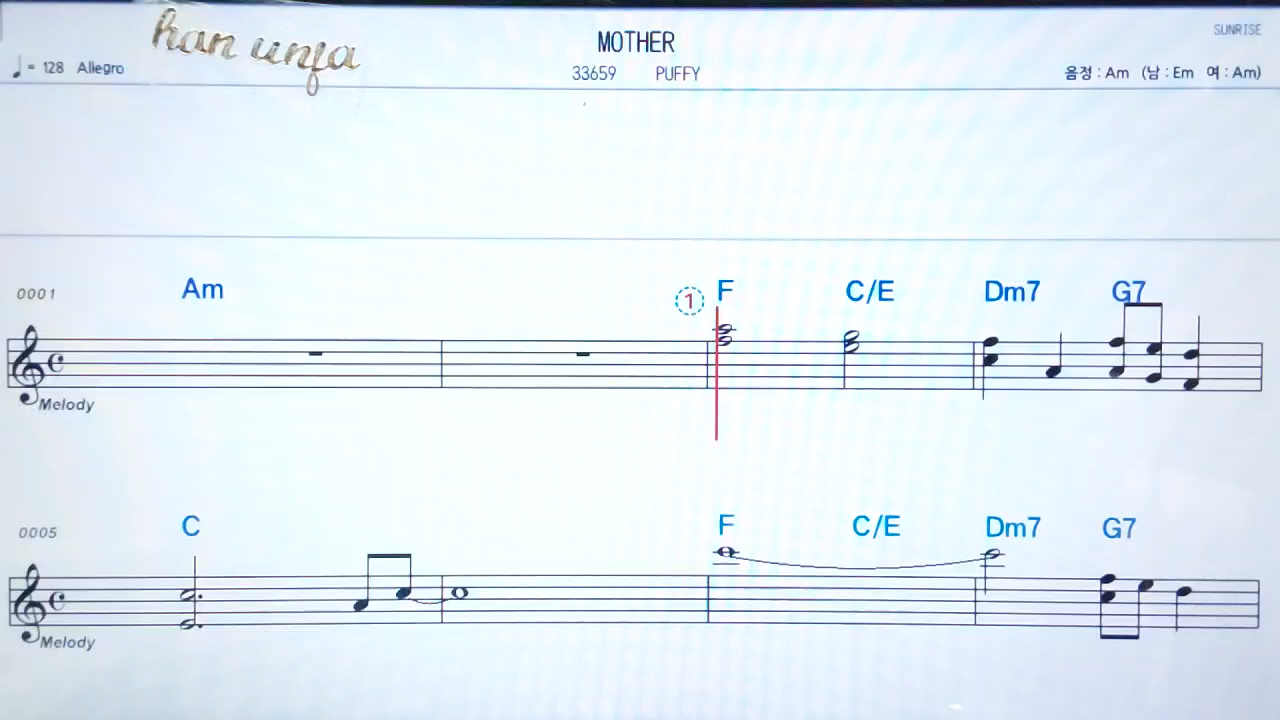 han unfa
MOTHER
SUNRISE
♩= 128 Allegro
33659 PUFFY
음정 : Am (남 : Em 여 : Am)
0001 Am ① F C/E Dm7 G7
Melody
0005 C F C/E Dm7 G7
Melody